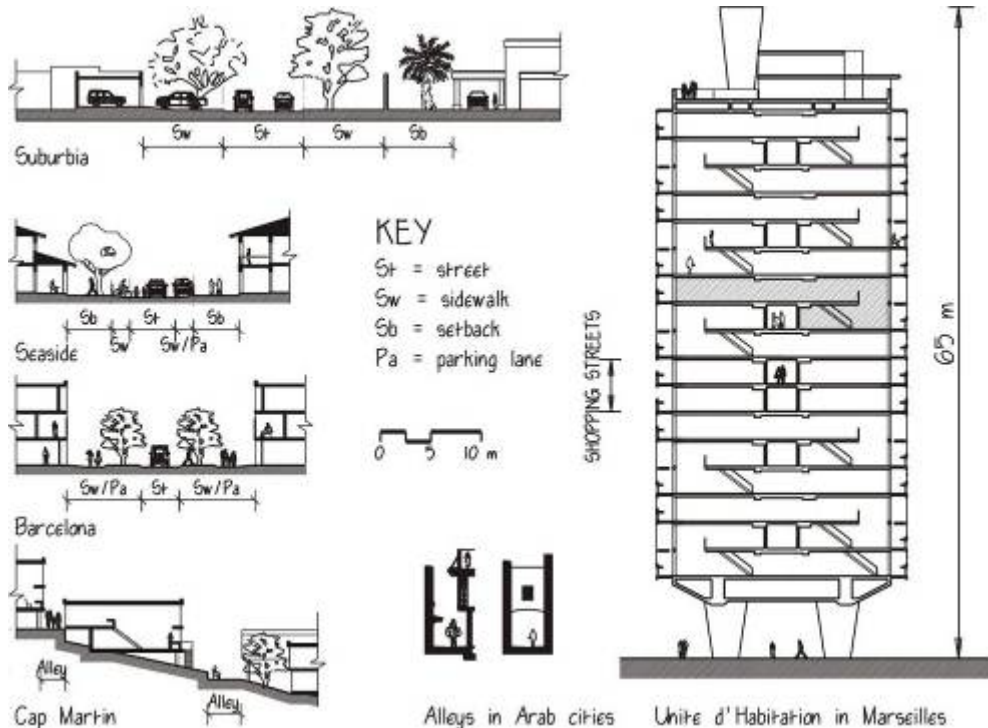 Sw St Sw Sb
Suburbia
Sb St Sb
Sw Sw/Pa
Seaside
Sw/Pa St Sw/Pa
Barcelona
Alley
Alley
Cap Martin
KEY
St = street
Sw = sidewalk
Sb = setback
Pa = parking lane
0 5 10 m
Alleys in Arab cities
SHOPPING STREETS
65 m
Unite d'Habitation in Marseilles